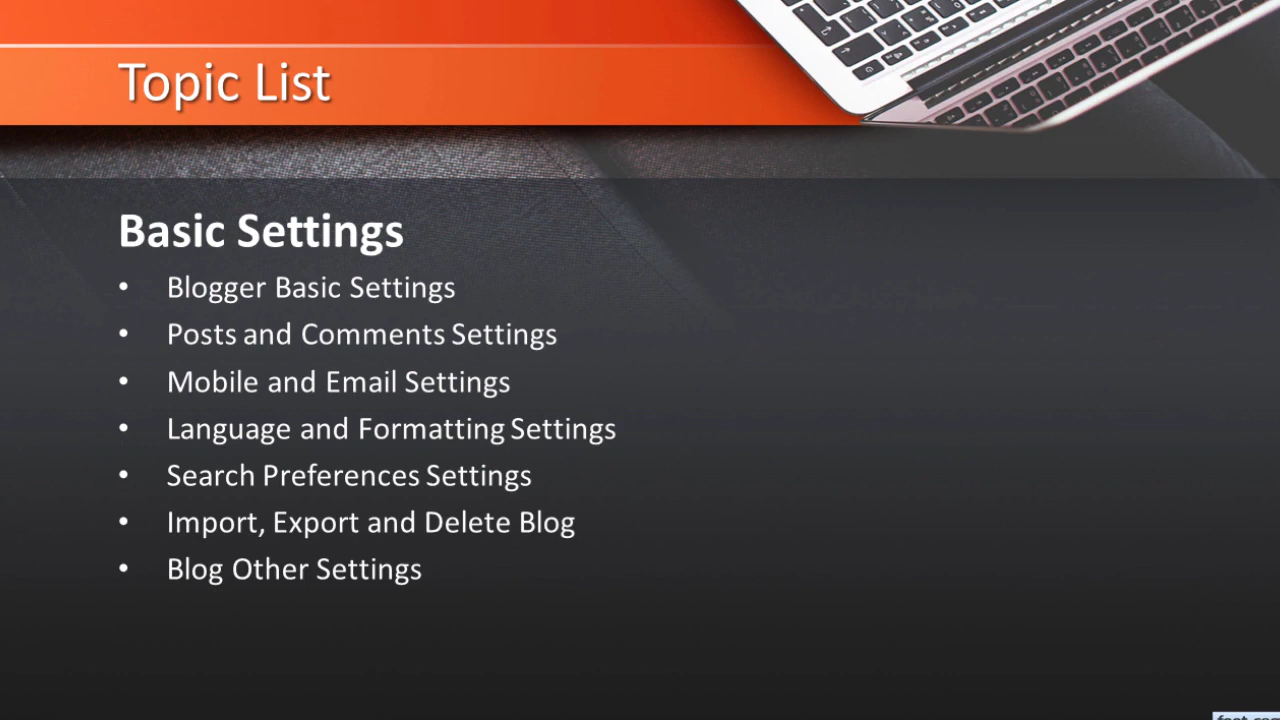 Topic List
Basic Settings
• Blogger Basic Settings
• Posts and Comments Settings
• Mobile and Email Settings
• Language and Formatting Settings
• Search Preferences Settings
• Import, Export and Delete Blog
• Blog Other Settings